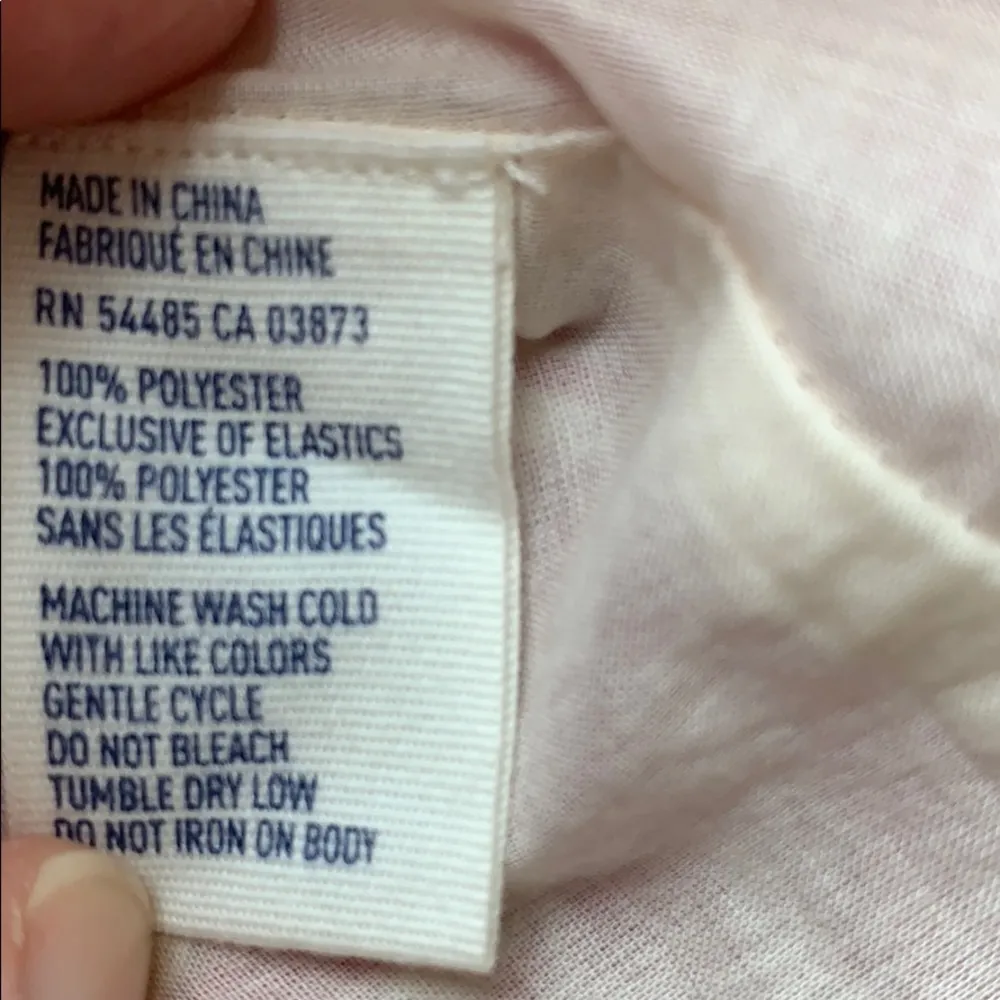 MADE IN CHINA
FABRIQUÉ EN CHINE
RN 54485 CA 03873
100% POLYESTER
EXCLUSIVE OF ELASTICS
100% POLYESTER
SANS LES ÉLASTIQUES
MACHINE WASH COLD
WITH LIKE COLORS
GENTLE CYCLE
DO NOT BLEACH
TUMBLE DRY LOW
DO NOT IRON ON BODY